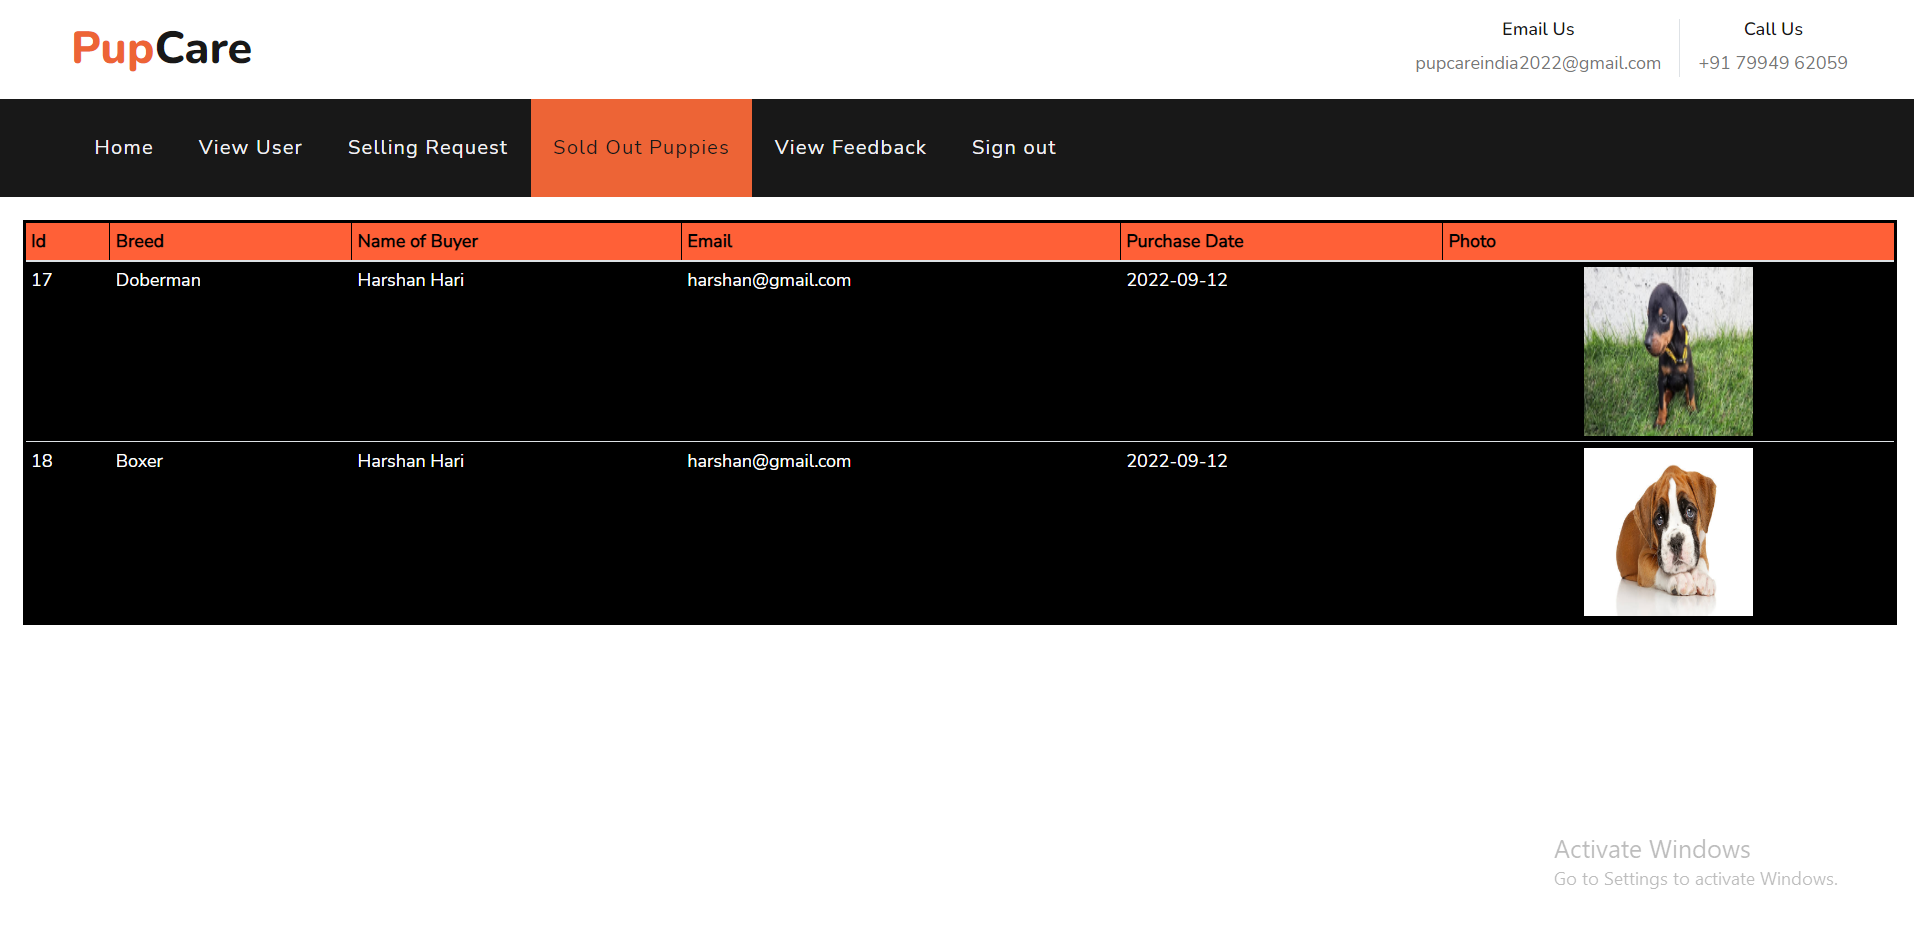 PupCare
Email Us
pupcareindia2022@gmail.com
Call Us
+91 79949 62059
Home View User Selling Request Sold Out Puppies View Feedback Sign out
Id Breed Name of Buyer Email Purchase Date Photo
17 Doberman Harshan Hari harshan@gmail.com 2022-09-12
18 Boxer Harshan Hari harshan@gmail.com 2022-09-12
Activate Windows
Go to Settings to activate Windows.